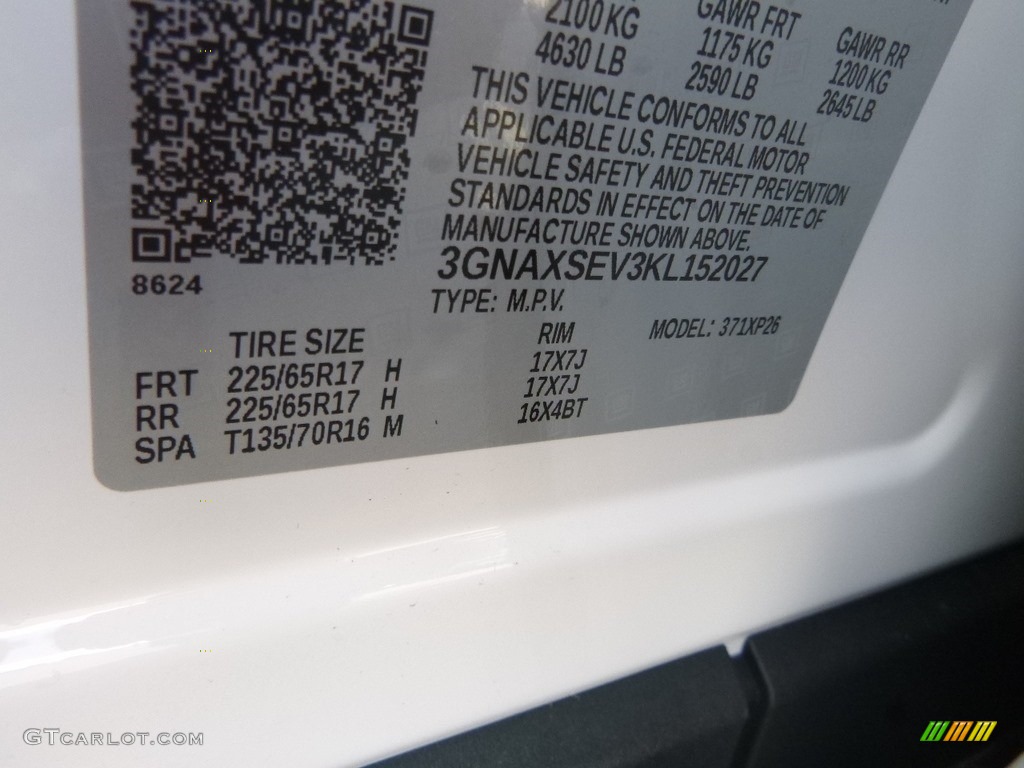 2100 KG GAWR FRT GAWR RR
4630 LB 1175 KG 1200 KG
2590 LB 2645 LB
THIS VEHICLE CONFORMS TO ALL
APPLICABLE U.S. FEDERAL MOTOR
VEHICLE SAFETY AND THEFT PREVENTION
STANDARDS IN EFFECT ON THE DATE OF
MANUFACTURE SHOWN ABOVE.
3GNAXSEV3KL152027
8624
TYPE: M.P.V.
MODEL: 371XP26
TIRE SIZE RIM
FRT 225/65R17 H 17X7J
RR 225/65R17 H 17X7J
SPA T135/70R16 M 16X4BT
GTCARLOT.COM